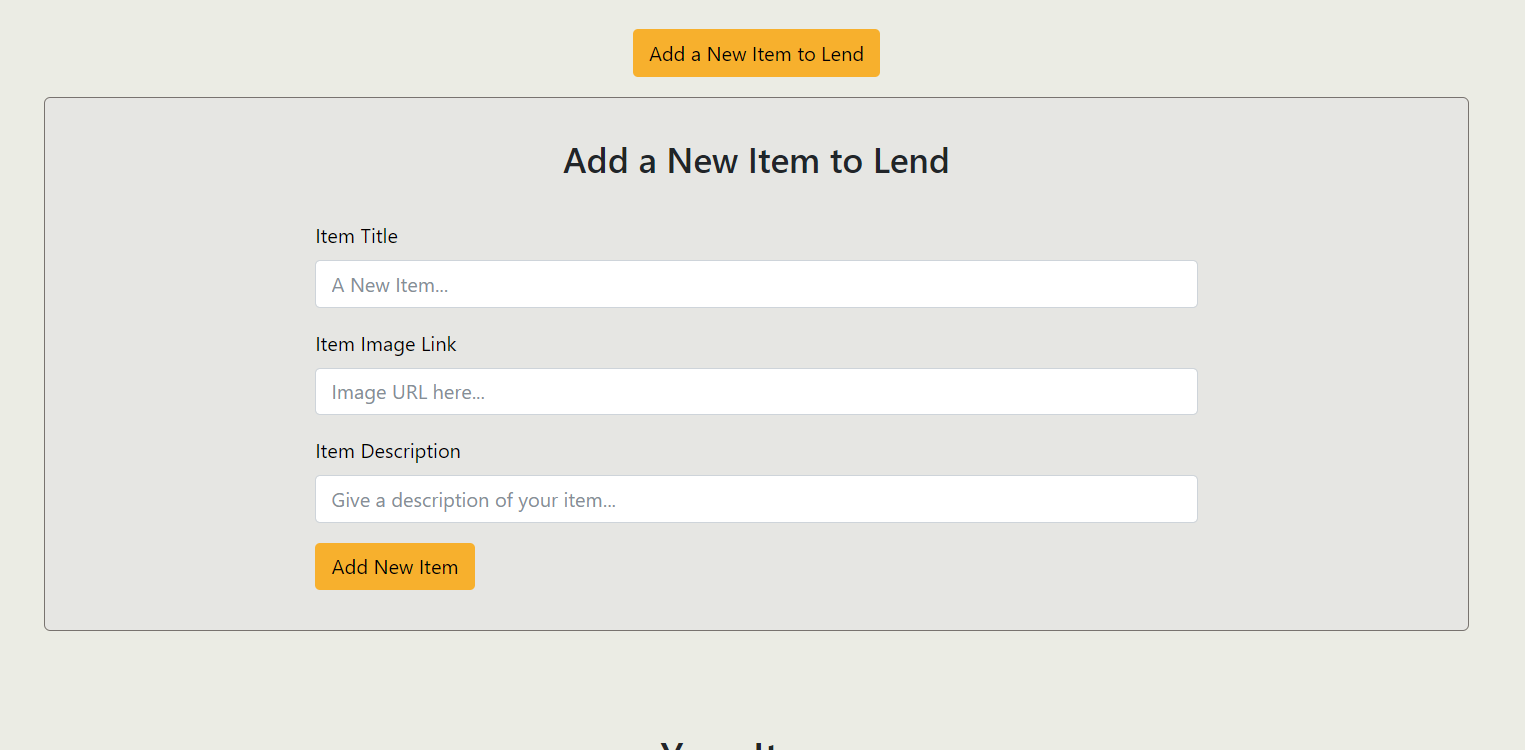 Add a New Item to Lend
Add a New Item to Lend
Item Title
A New Item...
Item Image Link
Image URL here...
Item Description
Give a description of your item...
Add New Item